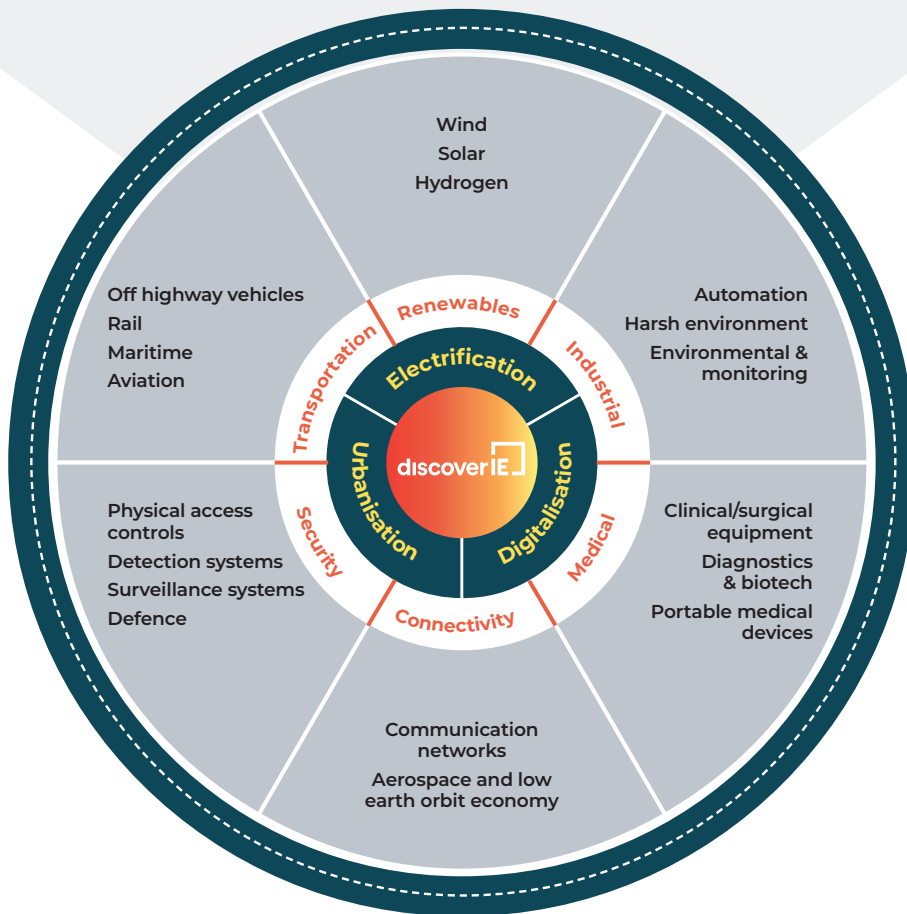 Wind
Solar
Hydrogen
Off highway vehicles
Rail
Maritime
Aviation
Automation
Harsh environment
Environmental &
monitoring
Renewables
Transportation
Industrial
Electrification
Urbanisation
Digitalisation
discoverIE
Security
Medical
Connectivity
Physical access
controls
Detection systems
Surveillance systems
Defence
Clinical/surgical
equipment
Diagnostics
& biotech
Portable medical
devices
Communication
networks
Aerospace and low
earth orbit economy